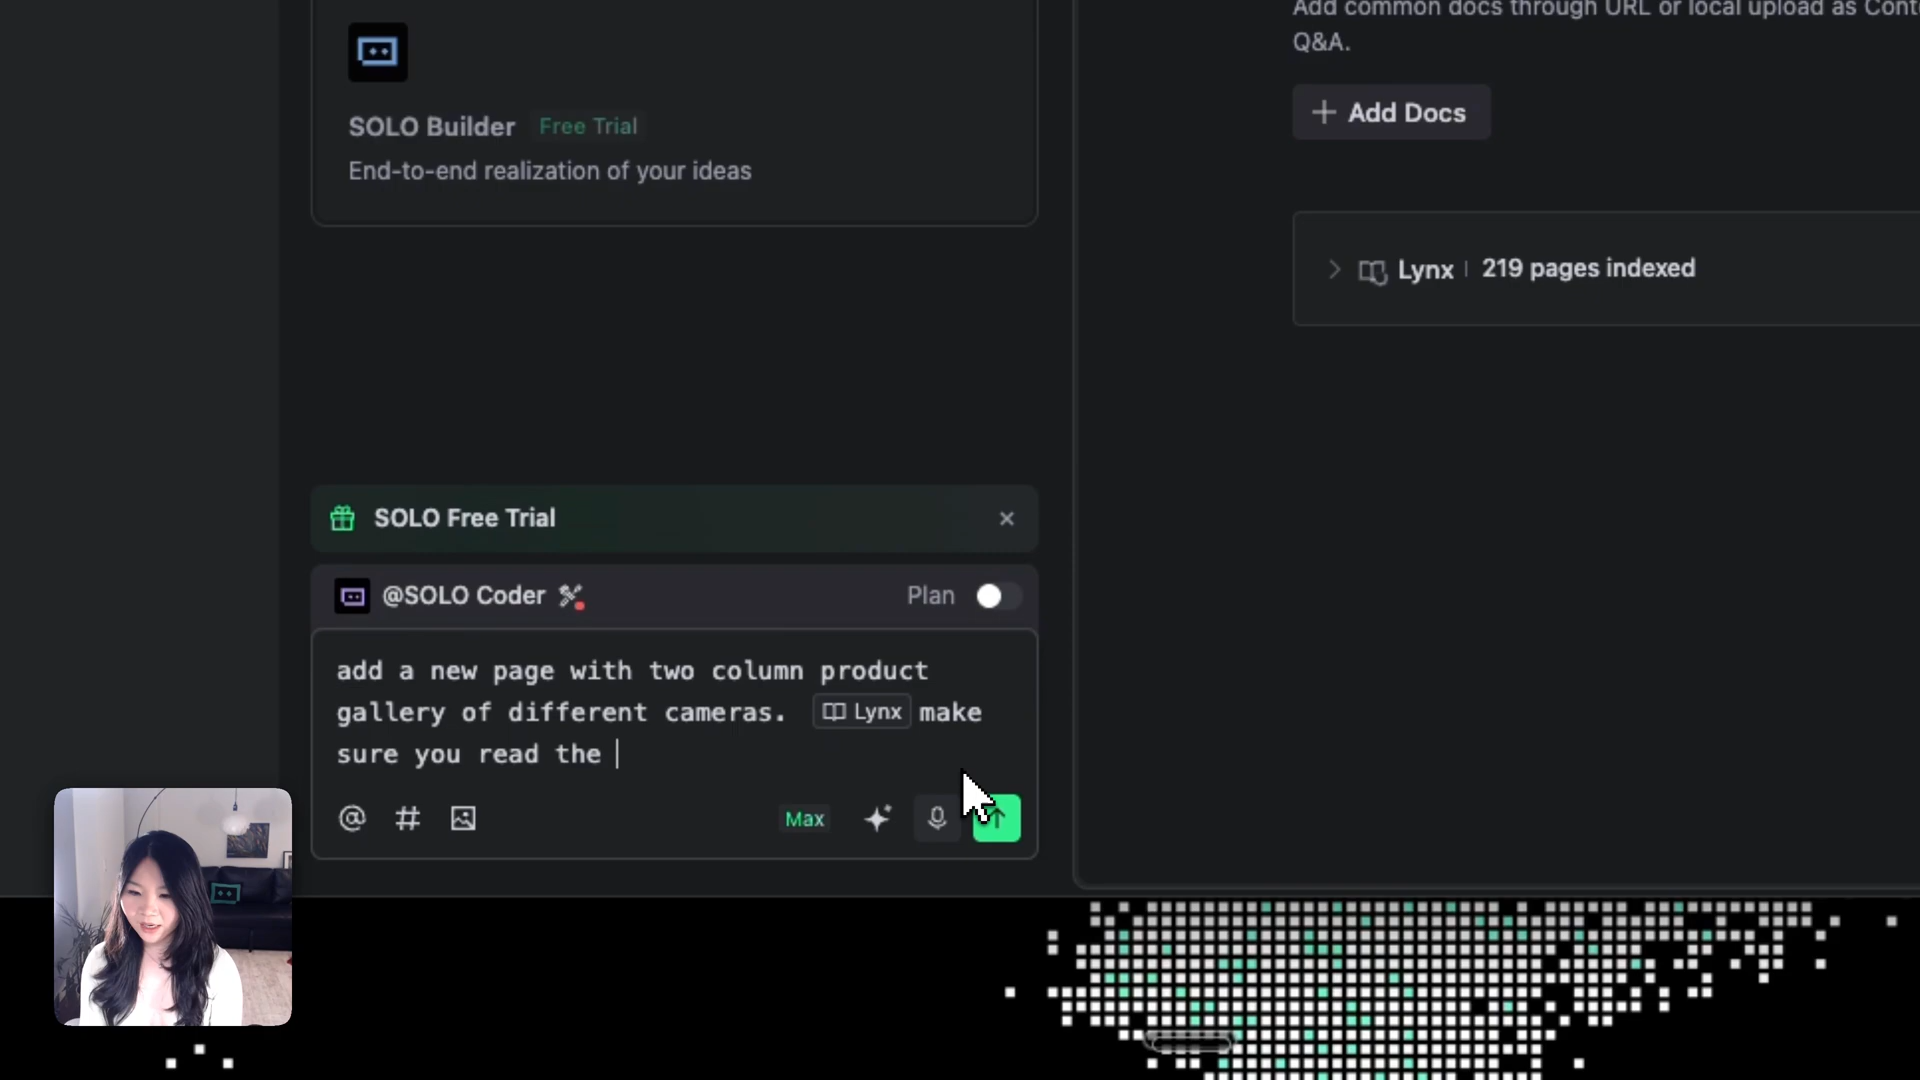 SOLO Builder Free Trial
End-to-end realization of your ideas
SOLO Free Trial
@SOLO Coder Plan
add a new page with two column product
gallery of different cameras. Lynx make
sure you read the
Max
Add common docs through URL or local upload as
Q&A.
+ Add Docs
Lynx | 219 pages indexed